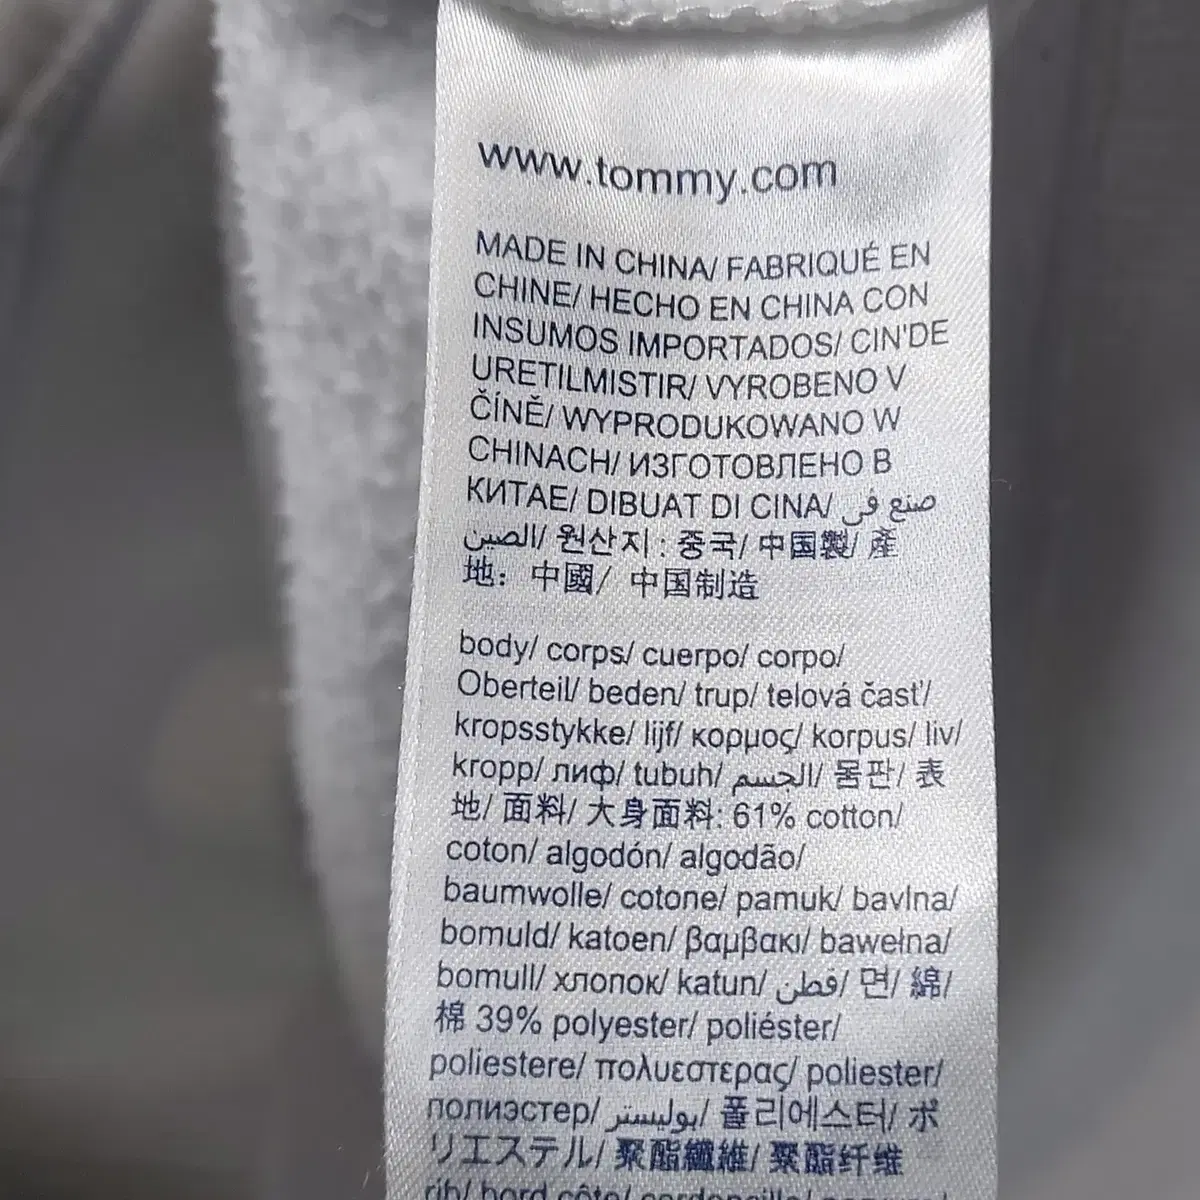 www.tommy.com
MADE IN CHINA/ FABRIQUÉ EN
CHINE/ HECHO EN CHINA CON
INSUMOS IMPORTADOS/ CIN'DE
URETILMISTIR/ VYROBENO V
ČÍNĚ/ WYPRODUKOWANO W
CHINACH/ ИЗГОТОВЛЕНО В
КИТАЕ/ DIBUAT DI CINA/ صنع في
الصين/ 원산지 : 중국/ 中国製/ 產
地：中國/ 中国制造
body/ corps/ cuerpo/ corpo/
Oberteil/ beden/ trup/ telová časť/
kropsstykke/ lijf/ κορμος/ korpus/ liv/
kropp/ лиф/ tubuh/ الجسم/ 몸판/ 表
地/ 面料/ 大身面料: 61% cotton/
coton/ algodón/ algodão/
baumwolle/ cotone/ pamuk/ bavlna/
bomuld/ katoen/ βαμβακι/ bawełna/
bomull/ хлопок/ katun/ قطن/ 면/ 綿/
棉 39% polyester/ poliéster/
poliestere/ πολυεστερας/ poliester/
полиэстер/ بوليستر/ 폴리에스터/ ポ
リエステル/ 聚酯纖維/ 聚酯纤维
rib/ bord côte/